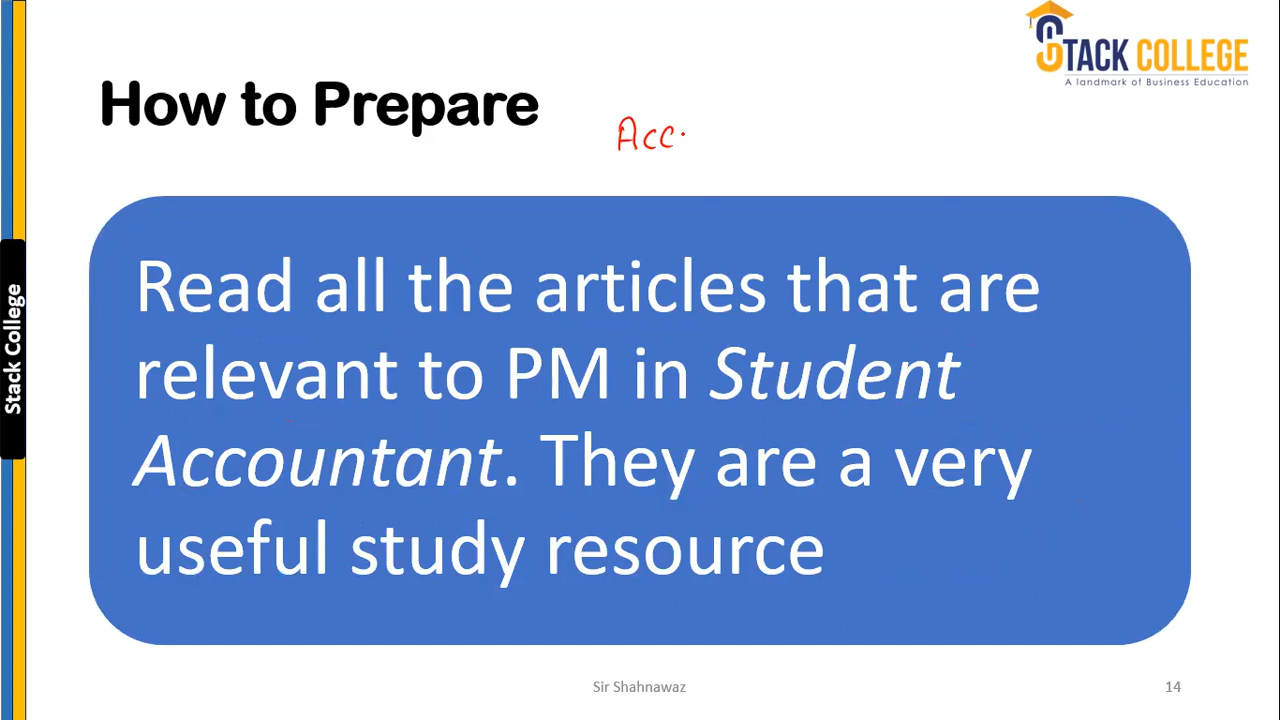 STACK COLLEGE
A landmark of Business Education
How to Prepare
Acc.
Read all the articles that are
relevant to PM in Student
Accountant. They are a very
useful study resource
Stack College
Sir Shahnawaz
14